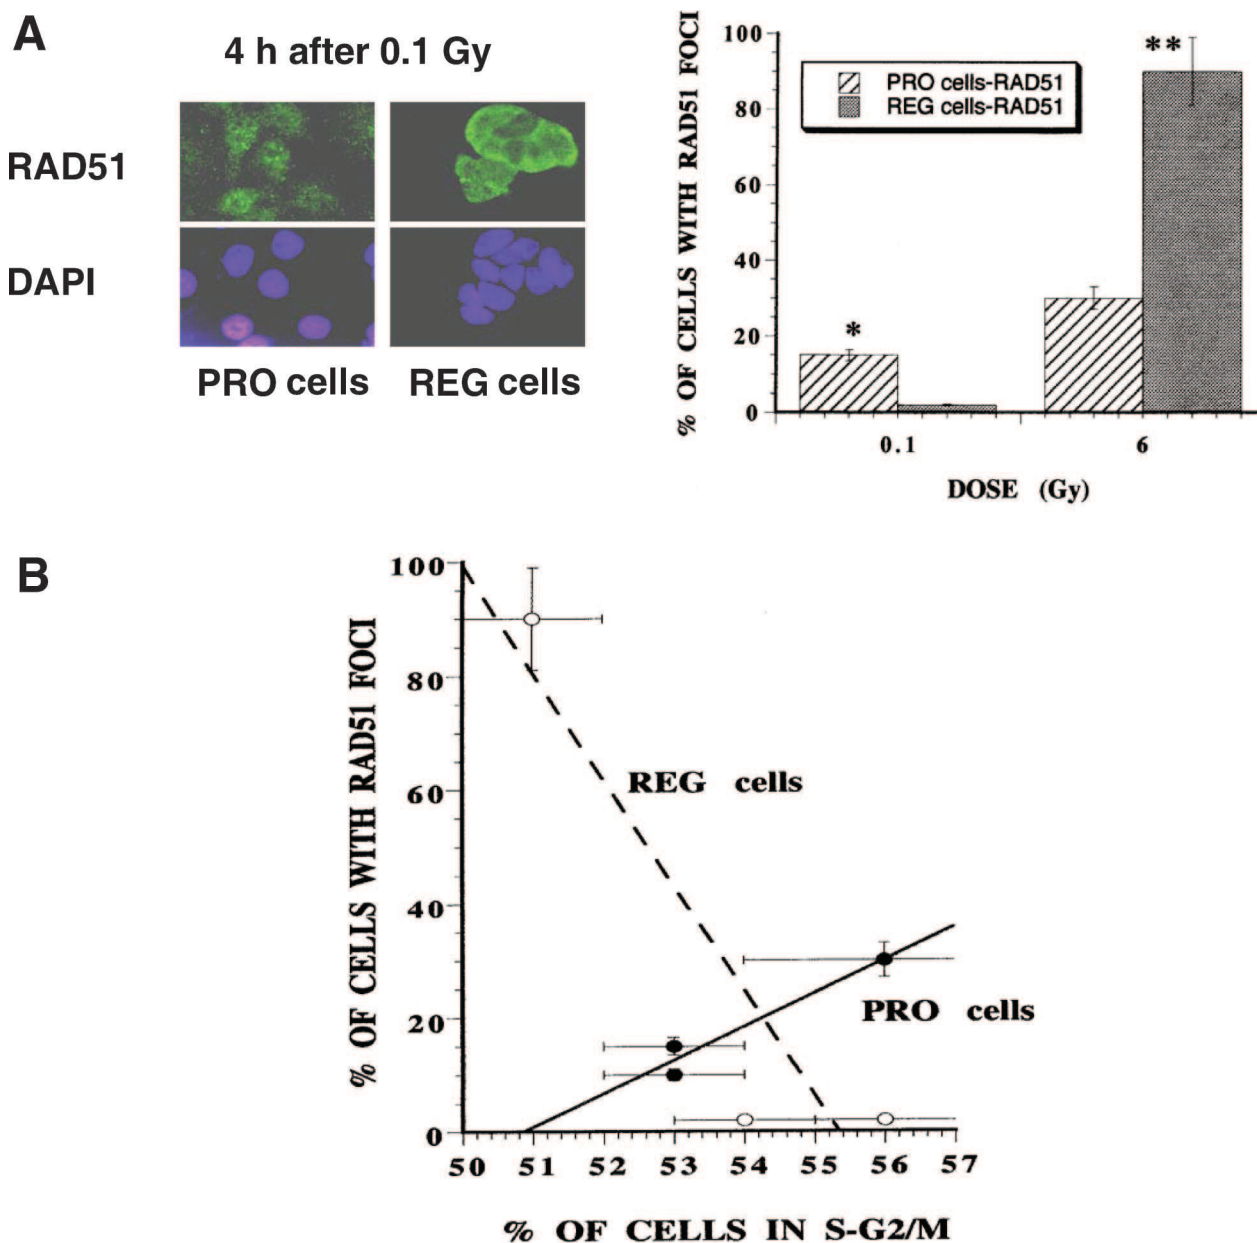 A
4 h after 0.1 Gy
RAD51
DAPI
PRO cells
REG cells
% OF CELLS WITH RAD51 FOCI
100
80
60
40
20
0
PRO cells-RAD51
REG cells-RAD51
*
**
0.1
6
DOSE (Gy)
B
% OF CELLS WITH RAD51 FOCI
100
80
60
40
20
0
REG cells
PRO cells
50 51 52 53 54 55 56 57
% OF CELLS IN S-G2/M